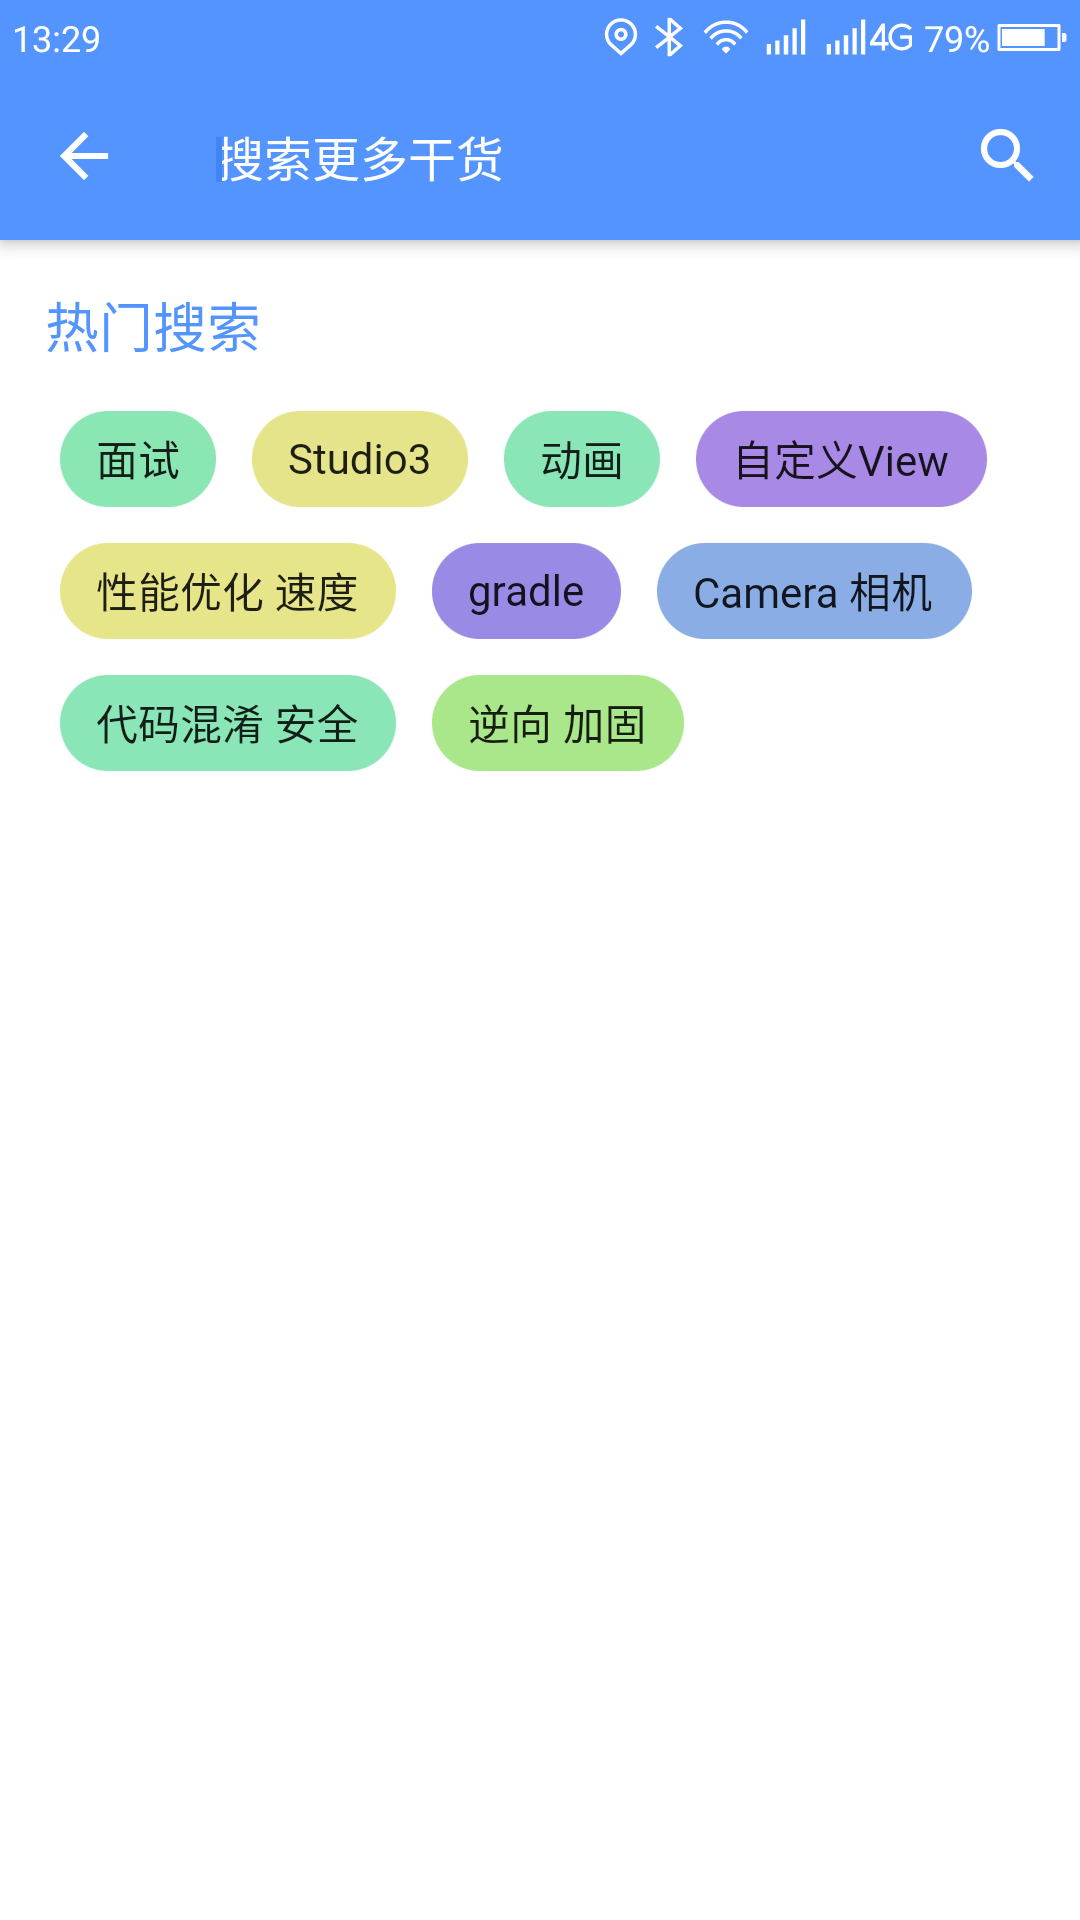 13:29 4G 79%
搜索更多干货
热门搜索
面试 Studio3 动画 自定义View
性能优化 速度 gradle Camera 相机
代码混淆 安全 逆向 加固